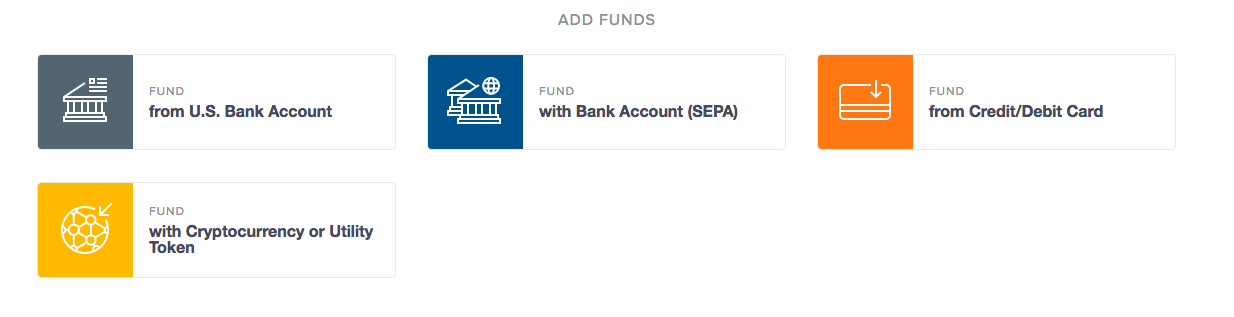 ADD FUNDS
FUND
from U.S. Bank Account
FUND
with Bank Account (SEPA)
FUND
from Credit/Debit Card
FUND
with Cryptocurrency or Utility
Token